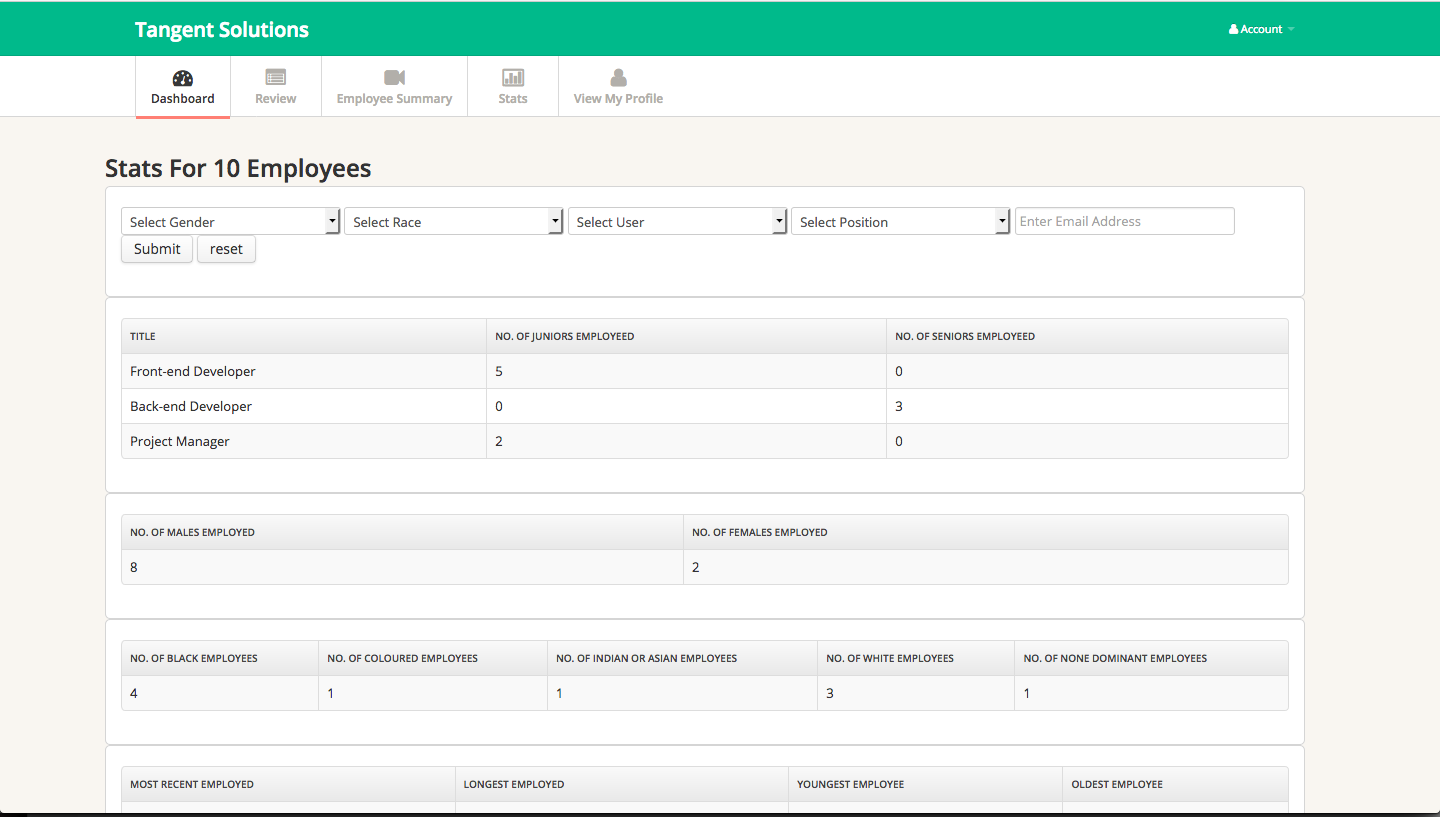 Tangent Solutions
Account
Dashboard Review Employee Summary Stats View My Profile
Stats For 10 Employees
Select Gender Select Race Select User Select Position Enter Email Address
Submit reset
TITLE NO. OF JUNIORS EMPLOYEED NO. OF SENIORS EMPLOYEED
Front-end Developer 5 0
Back-end Developer 0 3
Project Manager 2 0
NO. OF MALES EMPLOYED NO. OF FEMALES EMPLOYED
8 2
NO. OF BLACK EMPLOYEES NO. OF COLOURED EMPLOYEES NO. OF INDIAN OR ASIAN EMPLOYEES NO. OF WHITE EMPLOYEES NO. OF NONE DOMINANT EMPLOYEES
4 1 1 3 1
MOST RECENT EMPLOYED LONGEST EMPLOYED YOUNGEST EMPLOYEE OLDEST EMPLOYEE